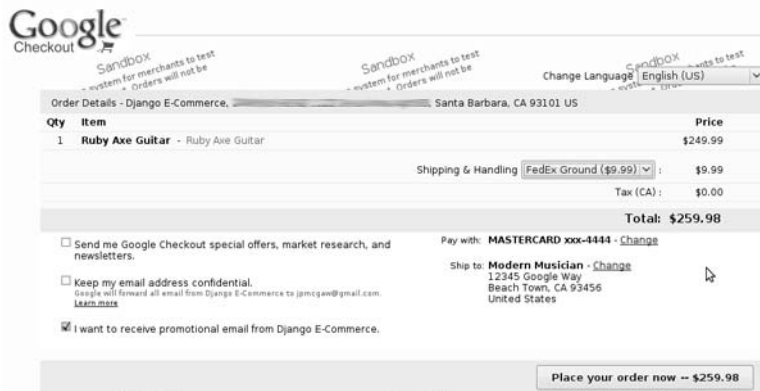 Google
Checkout
Sandbox
system for merchants to test
Orders will not be
Sandbox
system for merchants to test
Orders will not be
Sandbox
ants to test
Change Language English (US)
Order Details - Django E-Commerce, Santa Barbara, CA 93101 US
Qty Item Price
1 Ruby Axe Guitar - Ruby Axe Guitar $249.99
Shipping & Handling FedEx Ground ($9.99) : $9.99
Tax (CA) : $0.00
Total: $259.98
Send me Google Checkout special offers, market research, and
newsletters.
Keep my email address confidential.
Google will forward all email from Django E-Commerce to jpmcgaw@gmail.com.
Learn more
I want to receive promotional email from Django E-Commerce.
Pay with: MASTERCARD xxx-4444 - Change
Ship to: Modern Musician - Change
12345 Google Way
Beach Town, CA 93456
United States
Place your order now -- $259.98